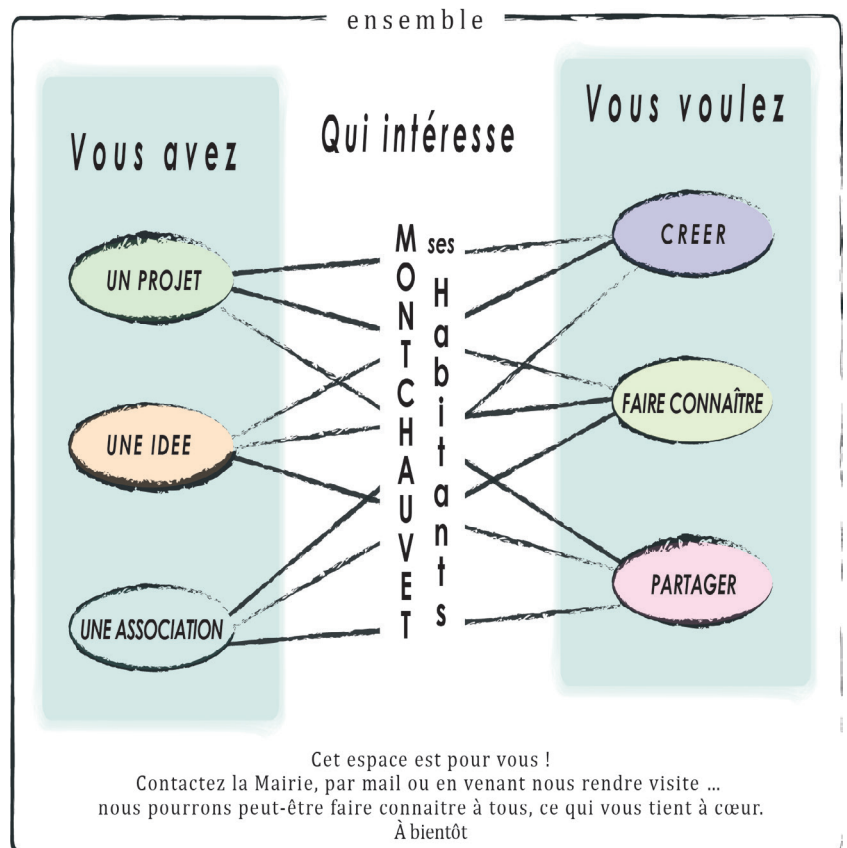 ensemble
Vous avez
Qui intéresse
Vous voulez
UN PROJET
UNE IDEE
UNE ASSOCIATION
MONTCHAUVET
ses
Habitants
CREER
FAIRE CONNAÎTRE
PARTAGER
Cet espace est pour vous !
Contactez la Mairie, par mail ou en venant nous rendre visite ...
nous pourrons peut-être faire connaitre à tous, ce qui vous tient à cœur.
À bientôt